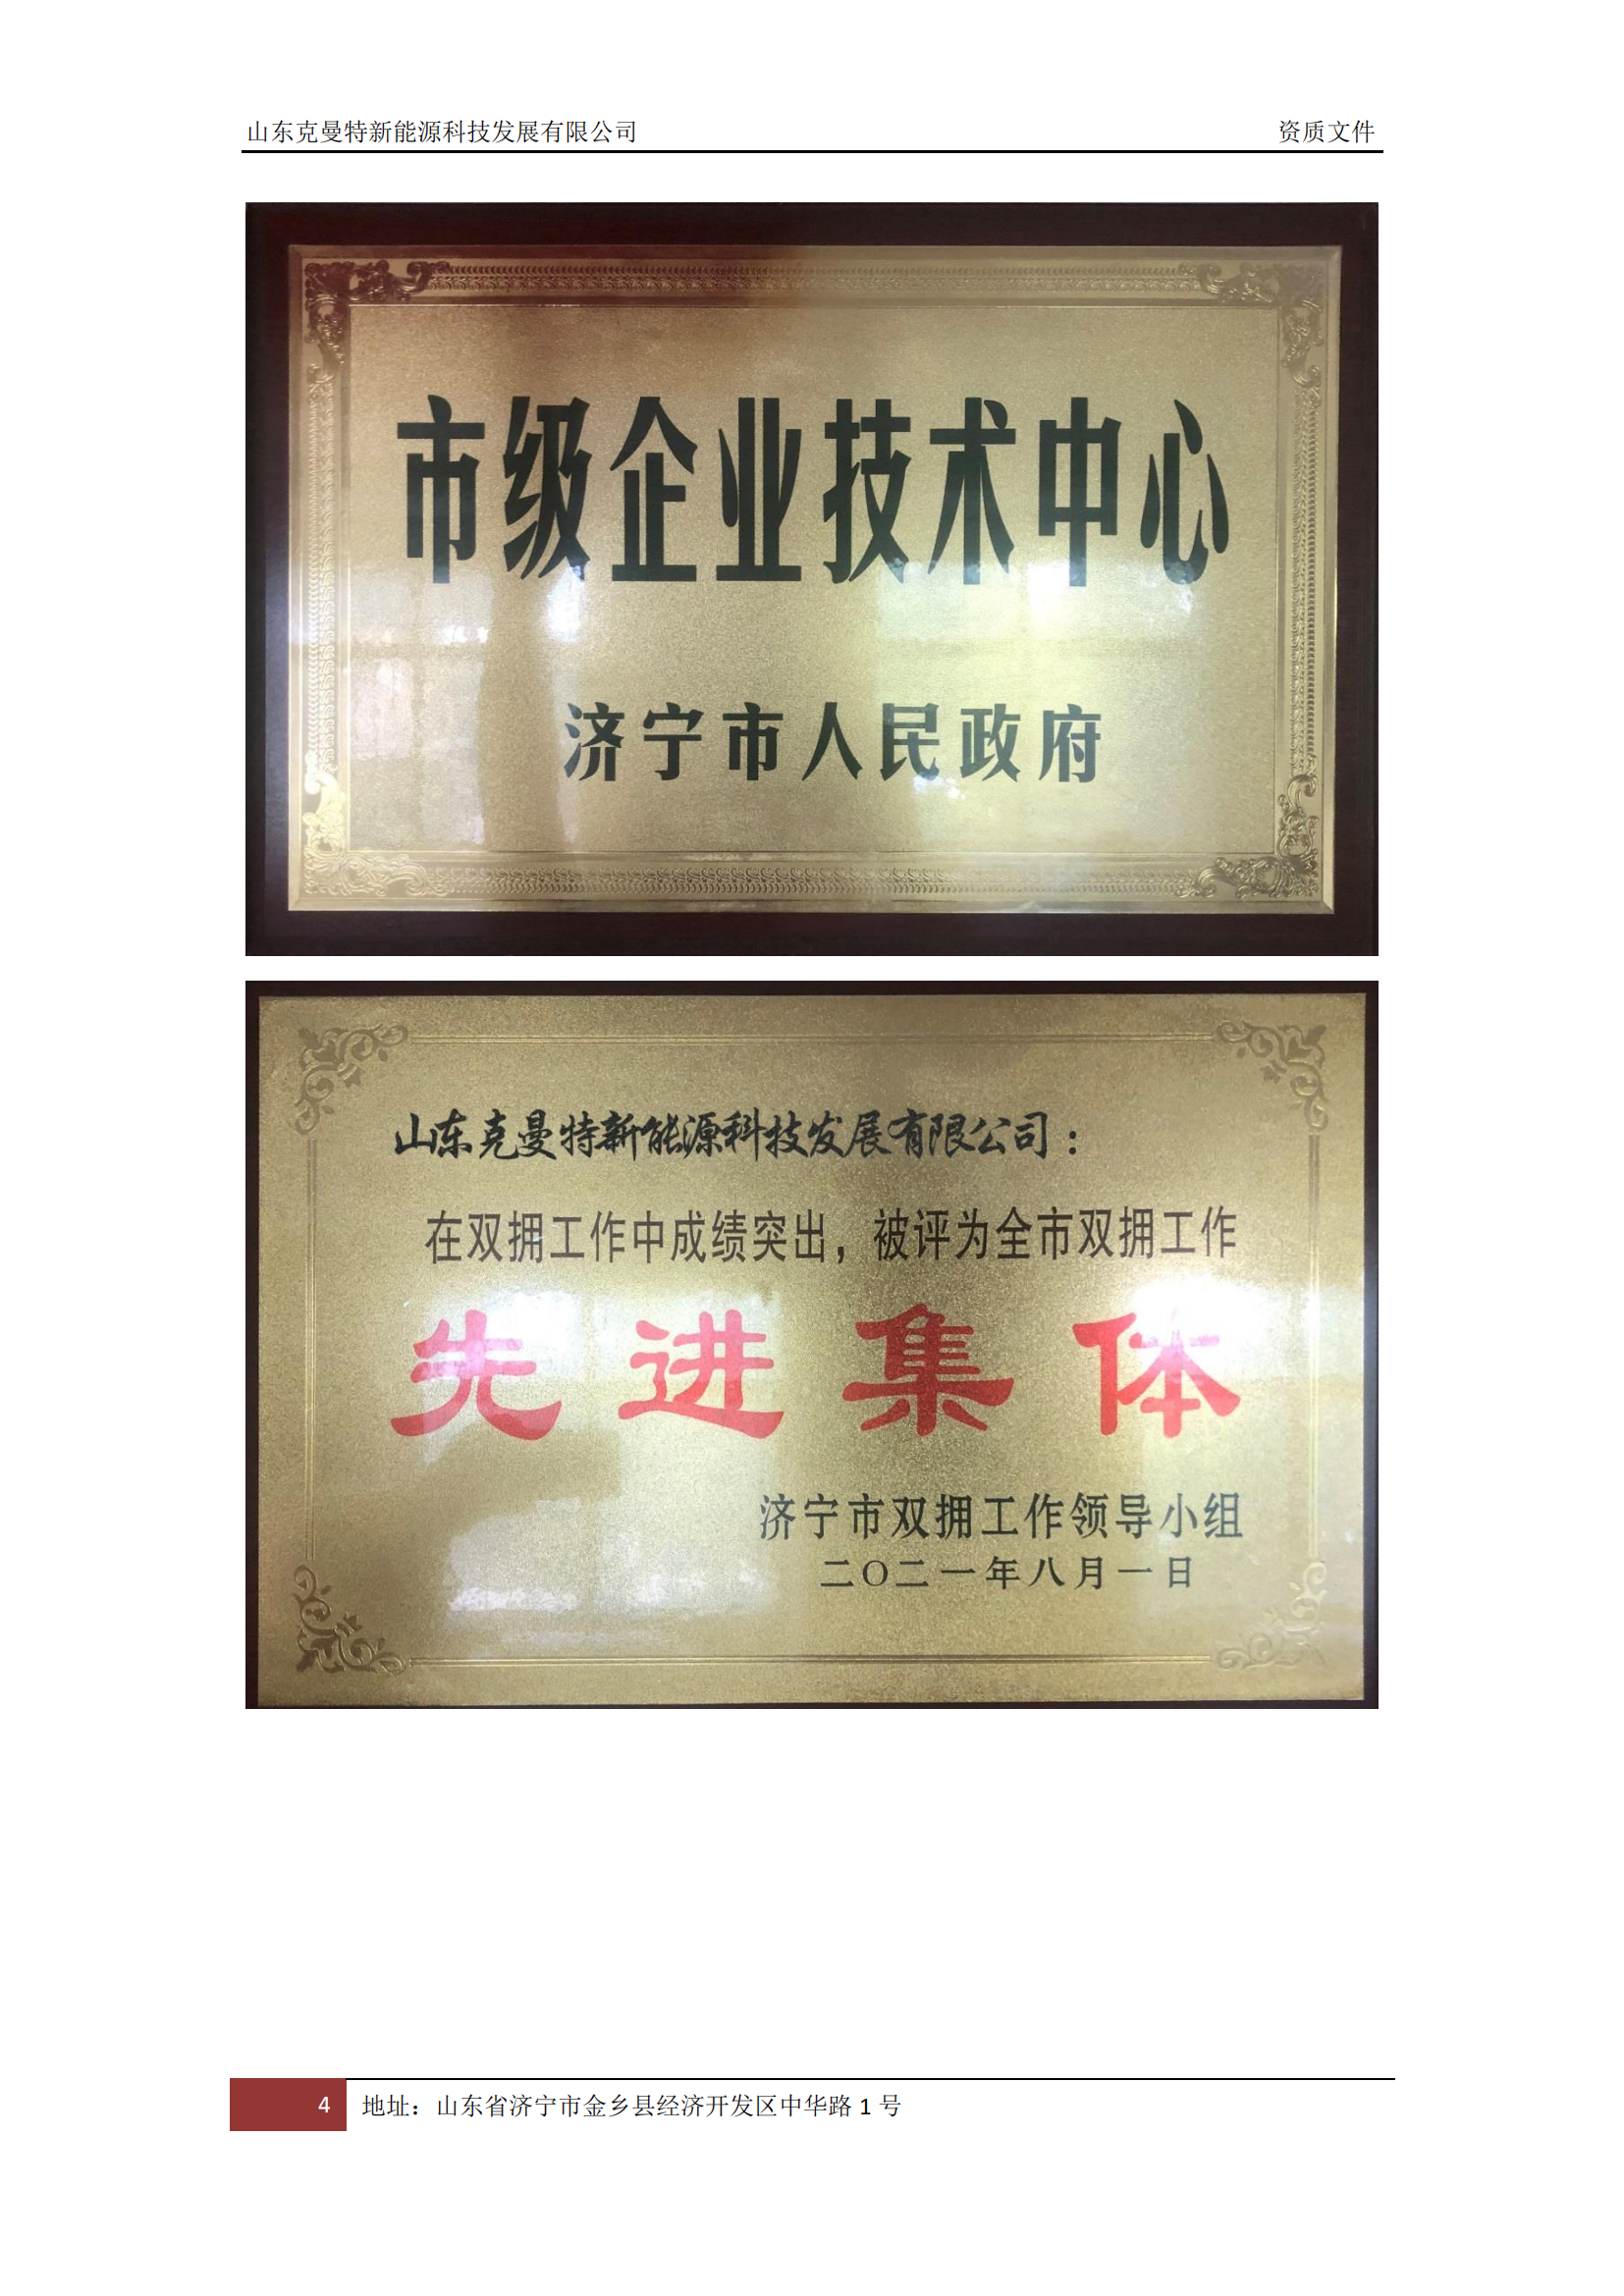 山东克曼特新能源科技发展有限公司 资质文件
市级企业技术中心
济宁市人民政府
山东克曼特新能源科技发展有限公司：
在双拥工作中成绩突出，被评为全市双拥工作
先进集体
济宁市双拥工作领导小组
二〇二一年八月一日
4 地址：山东省济宁市金乡县经济开发区中华路 1 号